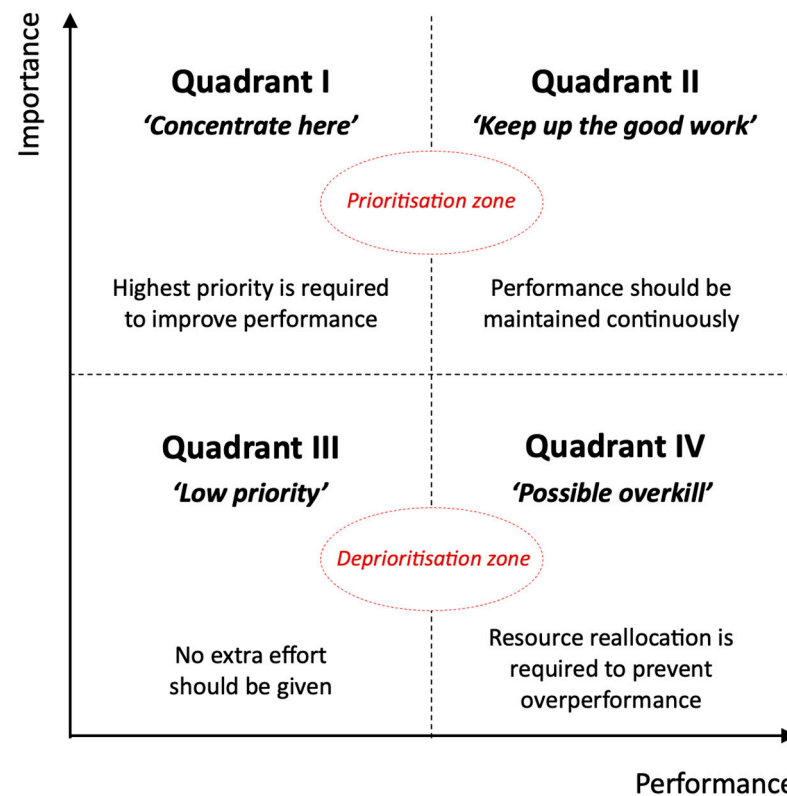 Importance
Quadrant I
‘Concentrate here’
Quadrant II
‘Keep up the good work’
Prioritisation zone
Highest priority is required
to improve performance
Performance should be
maintained continuously
Quadrant III
‘Low priority’
Quadrant IV
‘Possible overkill’
Deprioritisation zone
No extra effort
should be given
Resource reallocation is
required to prevent
overperformance
Performance